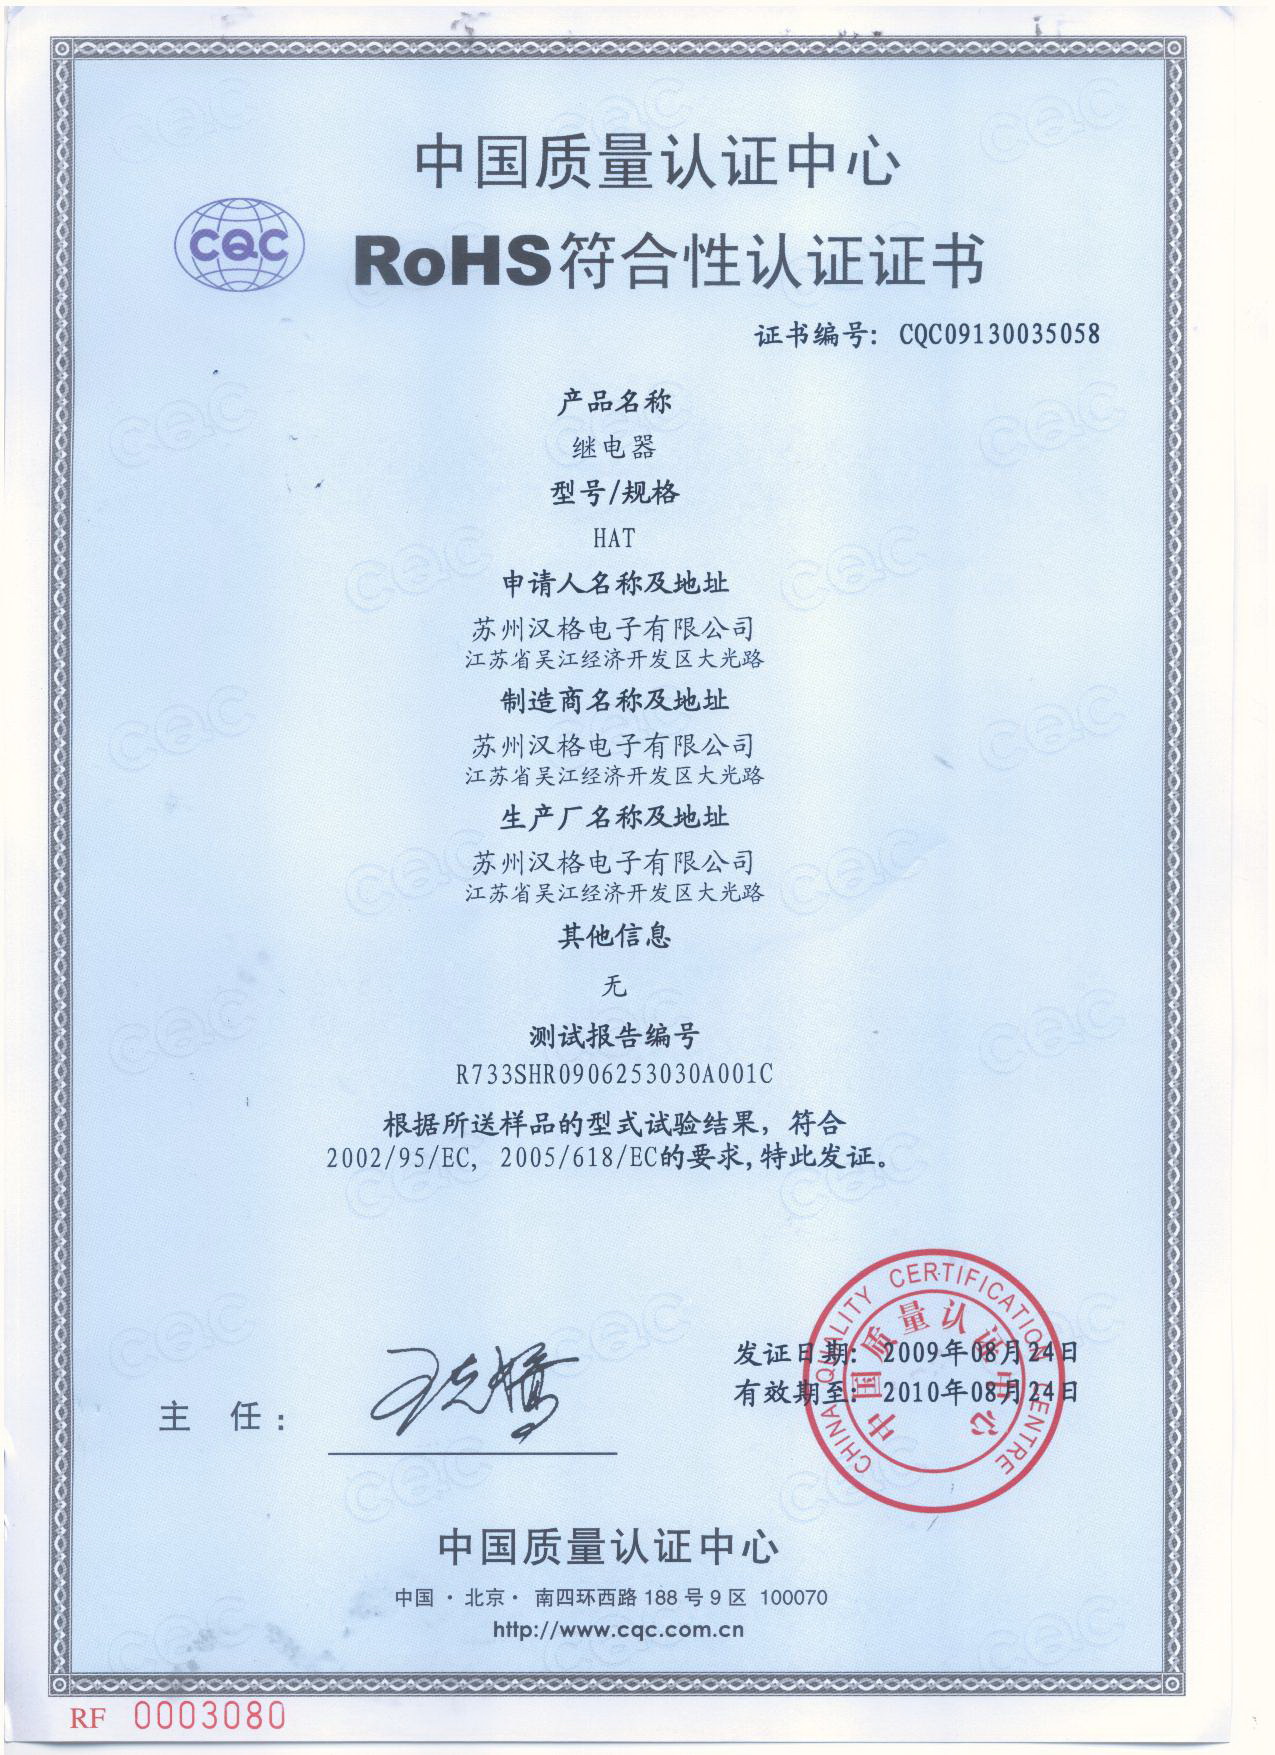 中国质量认证中心
CQC
RoHS符合性认证证书
证书编号: CQC09130035058
产品名称
继电器
型号/规格
HAT
申请人名称及地址
苏州汉格电子有限公司
江苏省吴江经济开发区大光路
制造商名称及地址
苏州汉格电子有限公司
江苏省吴江经济开发区大光路
生产厂名称及地址
苏州汉格电子有限公司
江苏省吴江经济开发区大光路
其他信息
无
测试报告编号
R733SHR0906253030A001C
根据所送样品的型式试验结果，符合
2002/95/EC, 2005/618/EC的要求,特此发证。
发证日期: 2009年08月24日
有效期至: 2010年08月24日
CHINA QUALITY CERTIFICATION CENTRE
中国质量认证中心
主 任：
中国质量认证中心
中国 · 北京 · 南四环西路 188 号 9 区 100070
http://www.cqc.com.cn
RF 0003080